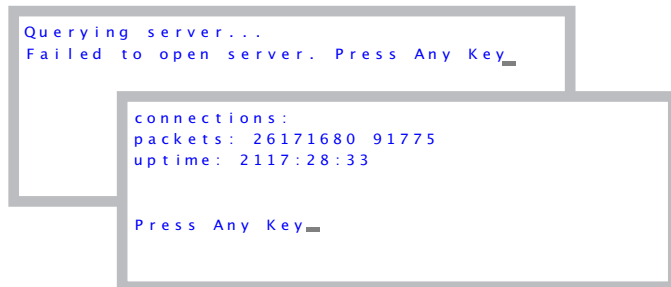 Querying server...
Failed to open server. Press Any Key
connections:
packets: 26171680 91775
uptime: 2117:28:33
Press Any Key